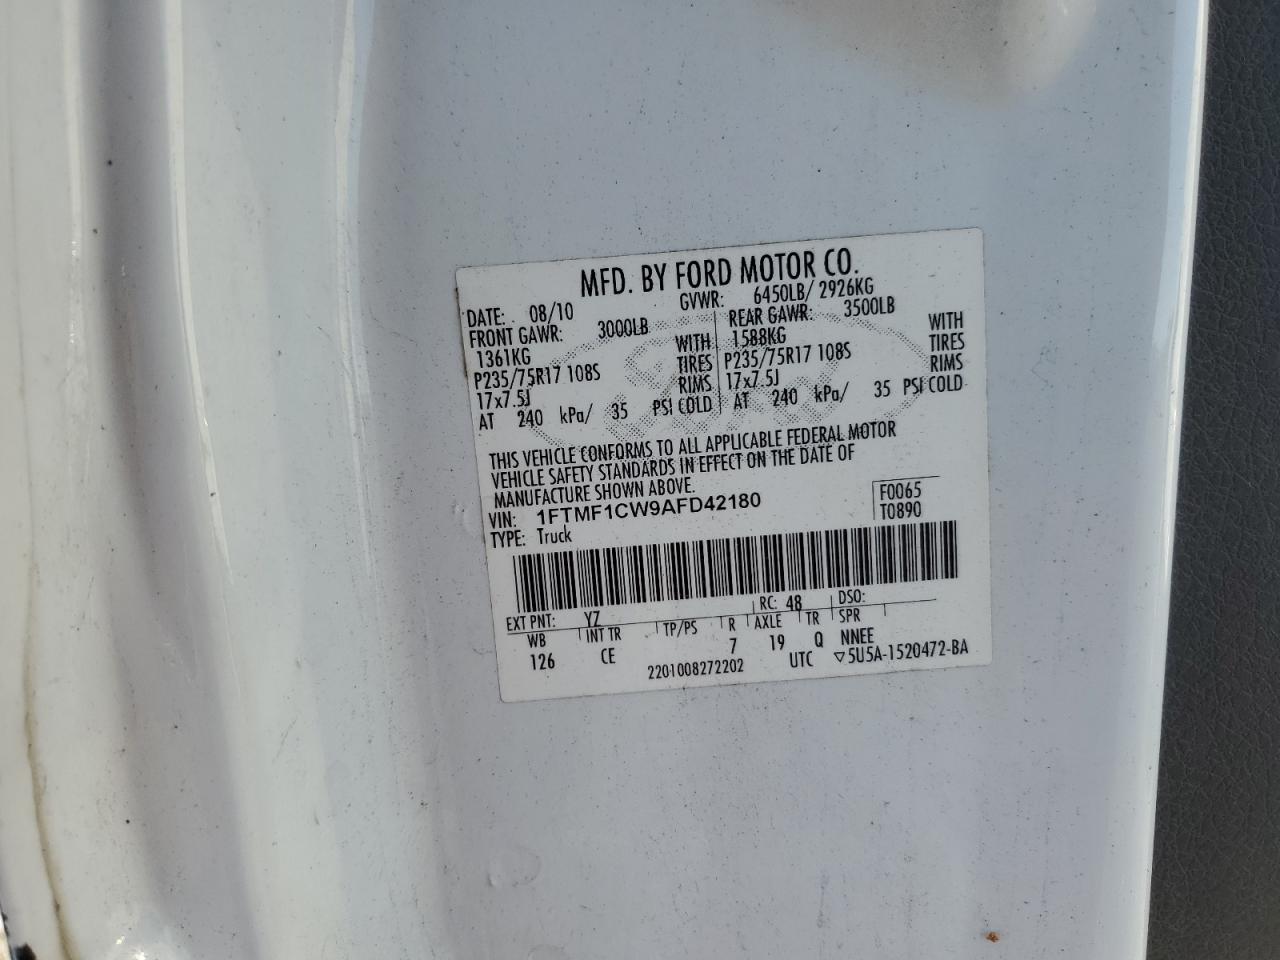 MFD. BY FORD MOTOR CO.
DATE: 08/10 GVWR: 6450LB/ 2926KG
FRONT GAWR: 3000LB REAR GAWR: 3500LB
1361KG WITH 1588KG WITH
P235/75R17 108S TIRES P235/75R17 108S TIRES
17x7.5J RIMS 17x7.5J RIMS
AT 240 kPa/ 35 PSI COLD AT 240 kPa/ 35 PSI COLD
THIS VEHICLE CONFORMS TO ALL APPLICABLE FEDERAL MOTOR
VEHICLE SAFETY STANDARDS IN EFFECT ON THE DATE OF
MANUFACTURE SHOWN ABOVE.
VIN: 1FTMF1CW9AFD42180 F0065
TYPE: Truck T0890
EXT PNT: YZ RC: 48 DSO:
WB INT TR TP/PS R AXLE TR SPR
126 CE 7 19 Q NNEE
2201008272202 UTC ▽5U5A-1520472-BA